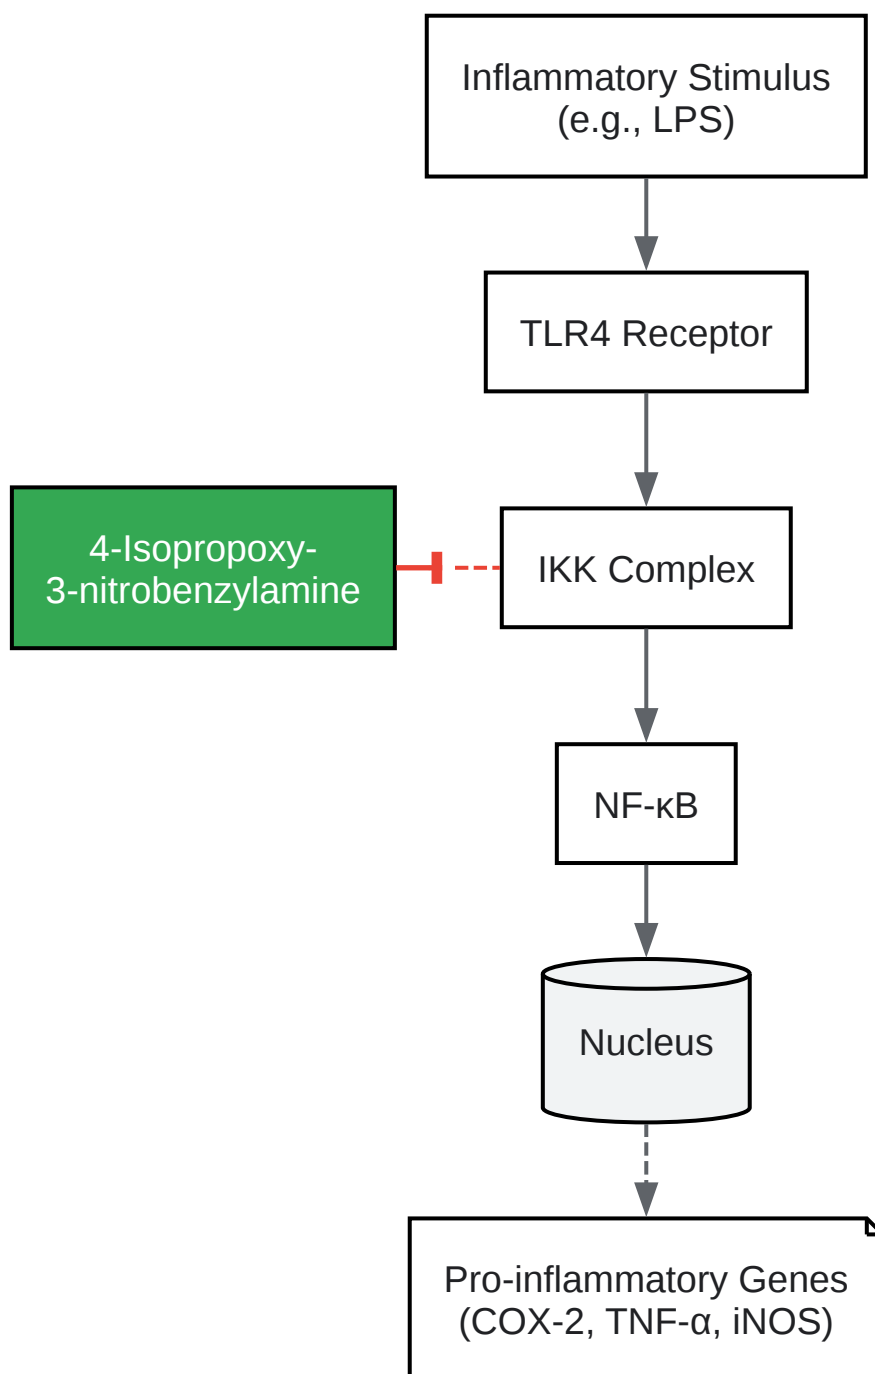 Inflammatory Stimulus
(e.g., LPS)
TLR4 Receptor
4-Isopropoxy-
3-nitrobenzylamine
IKK Complex
NF-κB
Nucleus
Pro-inflammatory Genes
(COX-2, TNF-α, iNOS)